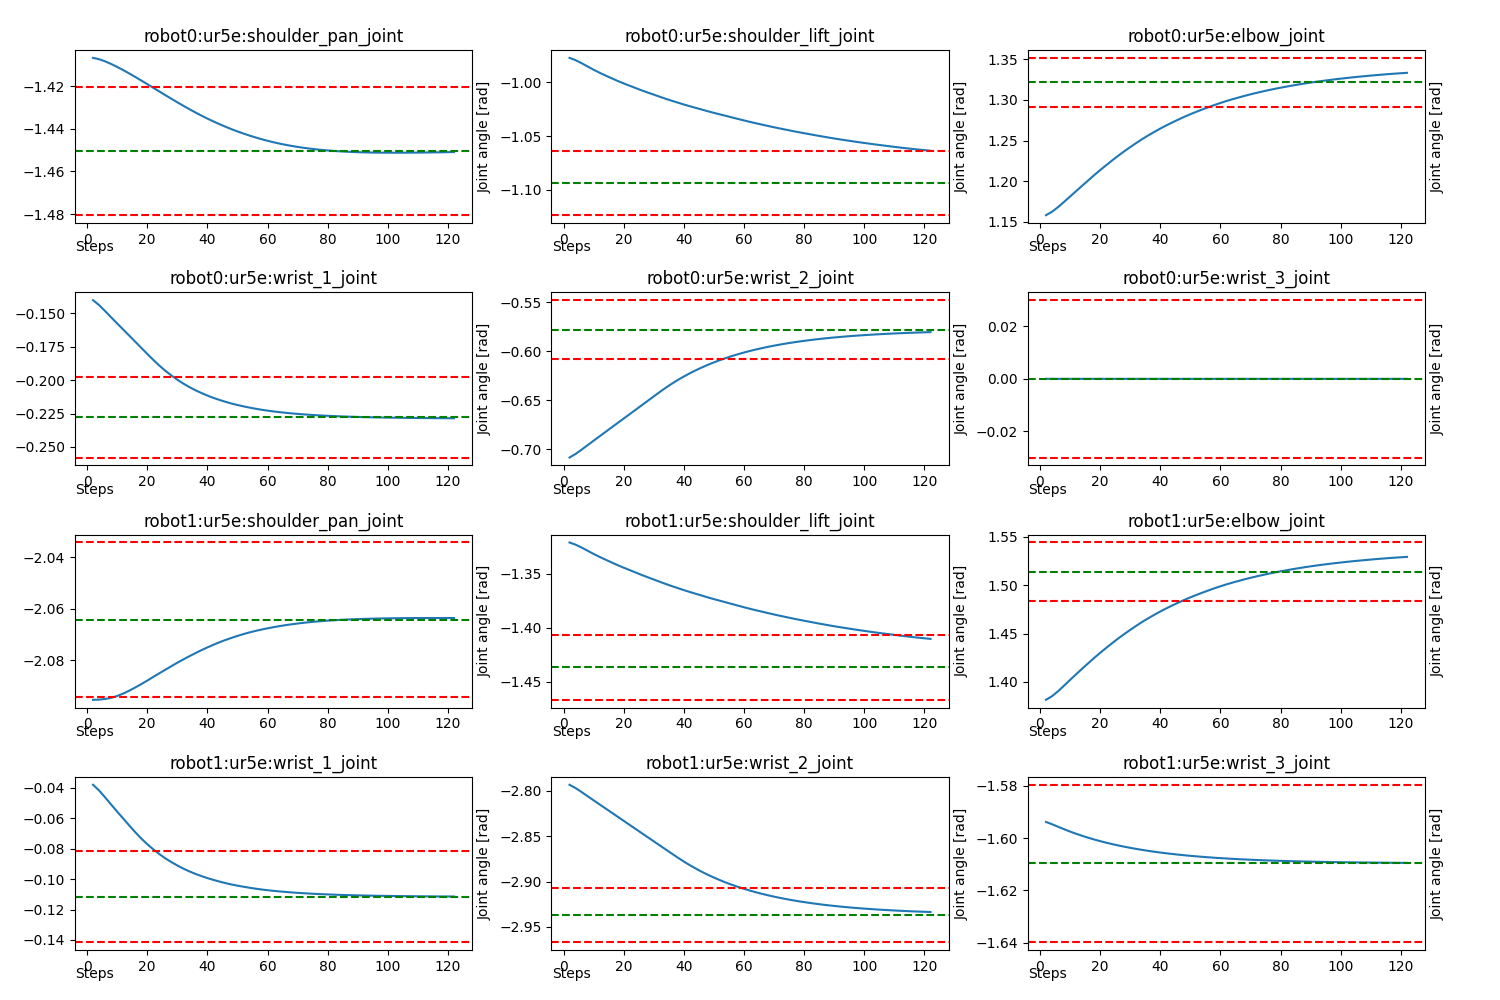 robot0:ur5e:shoulder_pan_joint
−1.42
−1.44
−1.46
−1.48
0 20 40 60 80 100 120
Steps
Joint angle [rad]
robot0:ur5e:shoulder_lift_joint
−1.00
−1.05
−1.10
0 20 40 60 80 100 120
Steps
Joint angle [rad]
robot0:ur5e:elbow_joint
1.35
1.30
1.25
1.20
1.15
0 20 40 60 80 100 120
Steps
Joint angle [rad]
robot0:ur5e:wrist_1_joint
−0.150
−0.175
−0.200
−0.225
−0.250
0 20 40 60 80 100 120
Steps
Joint angle [rad]
robot0:ur5e:wrist_2_joint
−0.55
−0.60
−0.65
−0.70
0 20 40 60 80 100 120
Steps
Joint angle [rad]
robot0:ur5e:wrist_3_joint
0.02
0.00
−0.02
0 20 40 60 80 100 120
Steps
Joint angle [rad]
robot1:ur5e:shoulder_pan_joint
−2.04
−2.06
−2.08
0 20 40 60 80 100 120
Steps
Joint angle [rad]
robot1:ur5e:shoulder_lift_joint
−1.35
−1.40
−1.45
0 20 40 60 80 100 120
Steps
Joint angle [rad]
robot1:ur5e:elbow_joint
1.55
1.50
1.45
1.40
0 20 40 60 80 100 120
Steps
Joint angle [rad]
robot1:ur5e:wrist_1_joint
−0.04
−0.06
−0.08
−0.10
−0.12
−0.14
0 20 40 60 80 100 120
Steps
Joint angle [rad]
robot1:ur5e:wrist_2_joint
−2.80
−2.85
−2.90
−2.95
0 20 40 60 80 100 120
Steps
Joint angle [rad]
robot1:ur5e:wrist_3_joint
−1.58
−1.60
−1.62
−1.64
0 20 40 60 80 100 120
Steps
Joint angle [rad]